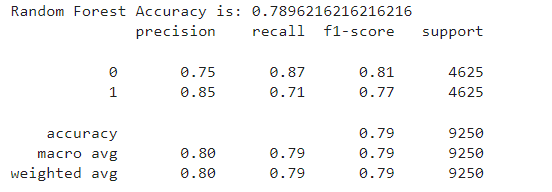 Random Forest Accuracy is: 0.7896216216216216
precision recall f1-score support
0 0.75 0.87 0.81 4625
1 0.85 0.71 0.77 4625
accuracy 0.79 9250
macro avg 0.80 0.79 0.79 9250
weighted avg 0.80 0.79 0.79 9250